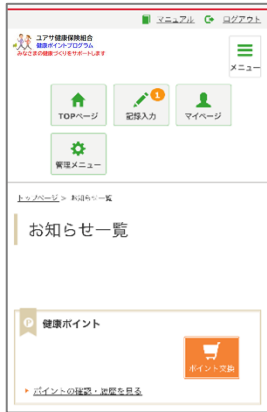 マニュアル ログアウト
ユアサ健康保険組合
健康ポイントプログラム
みなさまの健康づくりをサポートします
メニュー
TOPページ
1
記録入力
マイページ
管理メニュー
トップページ > お知らせ一覧
お知らせ一覧
P 健康ポイント
ポイント交換
ポイントの確認・履歴を見る